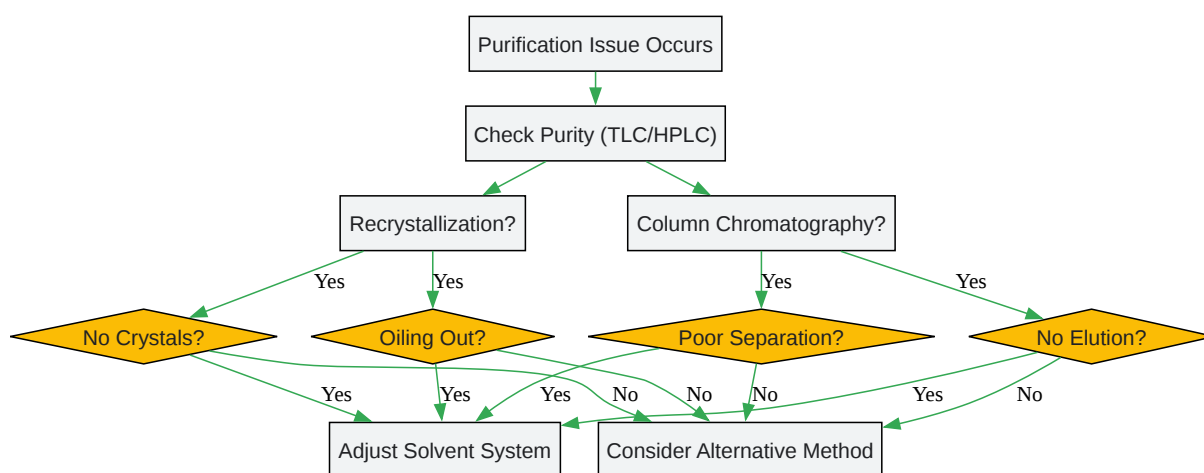 Purification Issue Occurs
Check Purity (TLC/HPLC)
Recrystallization?
Column Chromatography?
Yes
Yes
Yes
Yes
No Crystals?
Oiling Out?
Poor Separation?
No Elution?
Yes
No
Yes
No
Yes
No
Yes
No
Adjust Solvent System
Consider Alternative Method